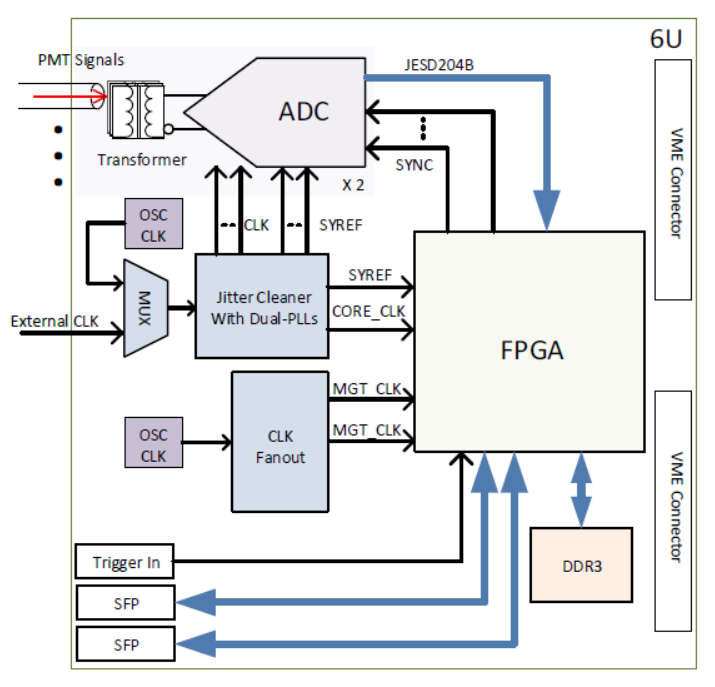 6U
PMT Signals
JESD204B
ADC
VME Connector
Transformer
SYNC
X 2
OSC
CLK
CLK
SYREF
MUX
Jitter Cleaner
With Dual-PLLs
SYREF
External CLK
CORE_CLK
FPGA
MGT_CLK
OSC
CLK
CLK
Fanout
MGT_CLK
VME Connector
Trigger In
DDR3
SFP
SFP